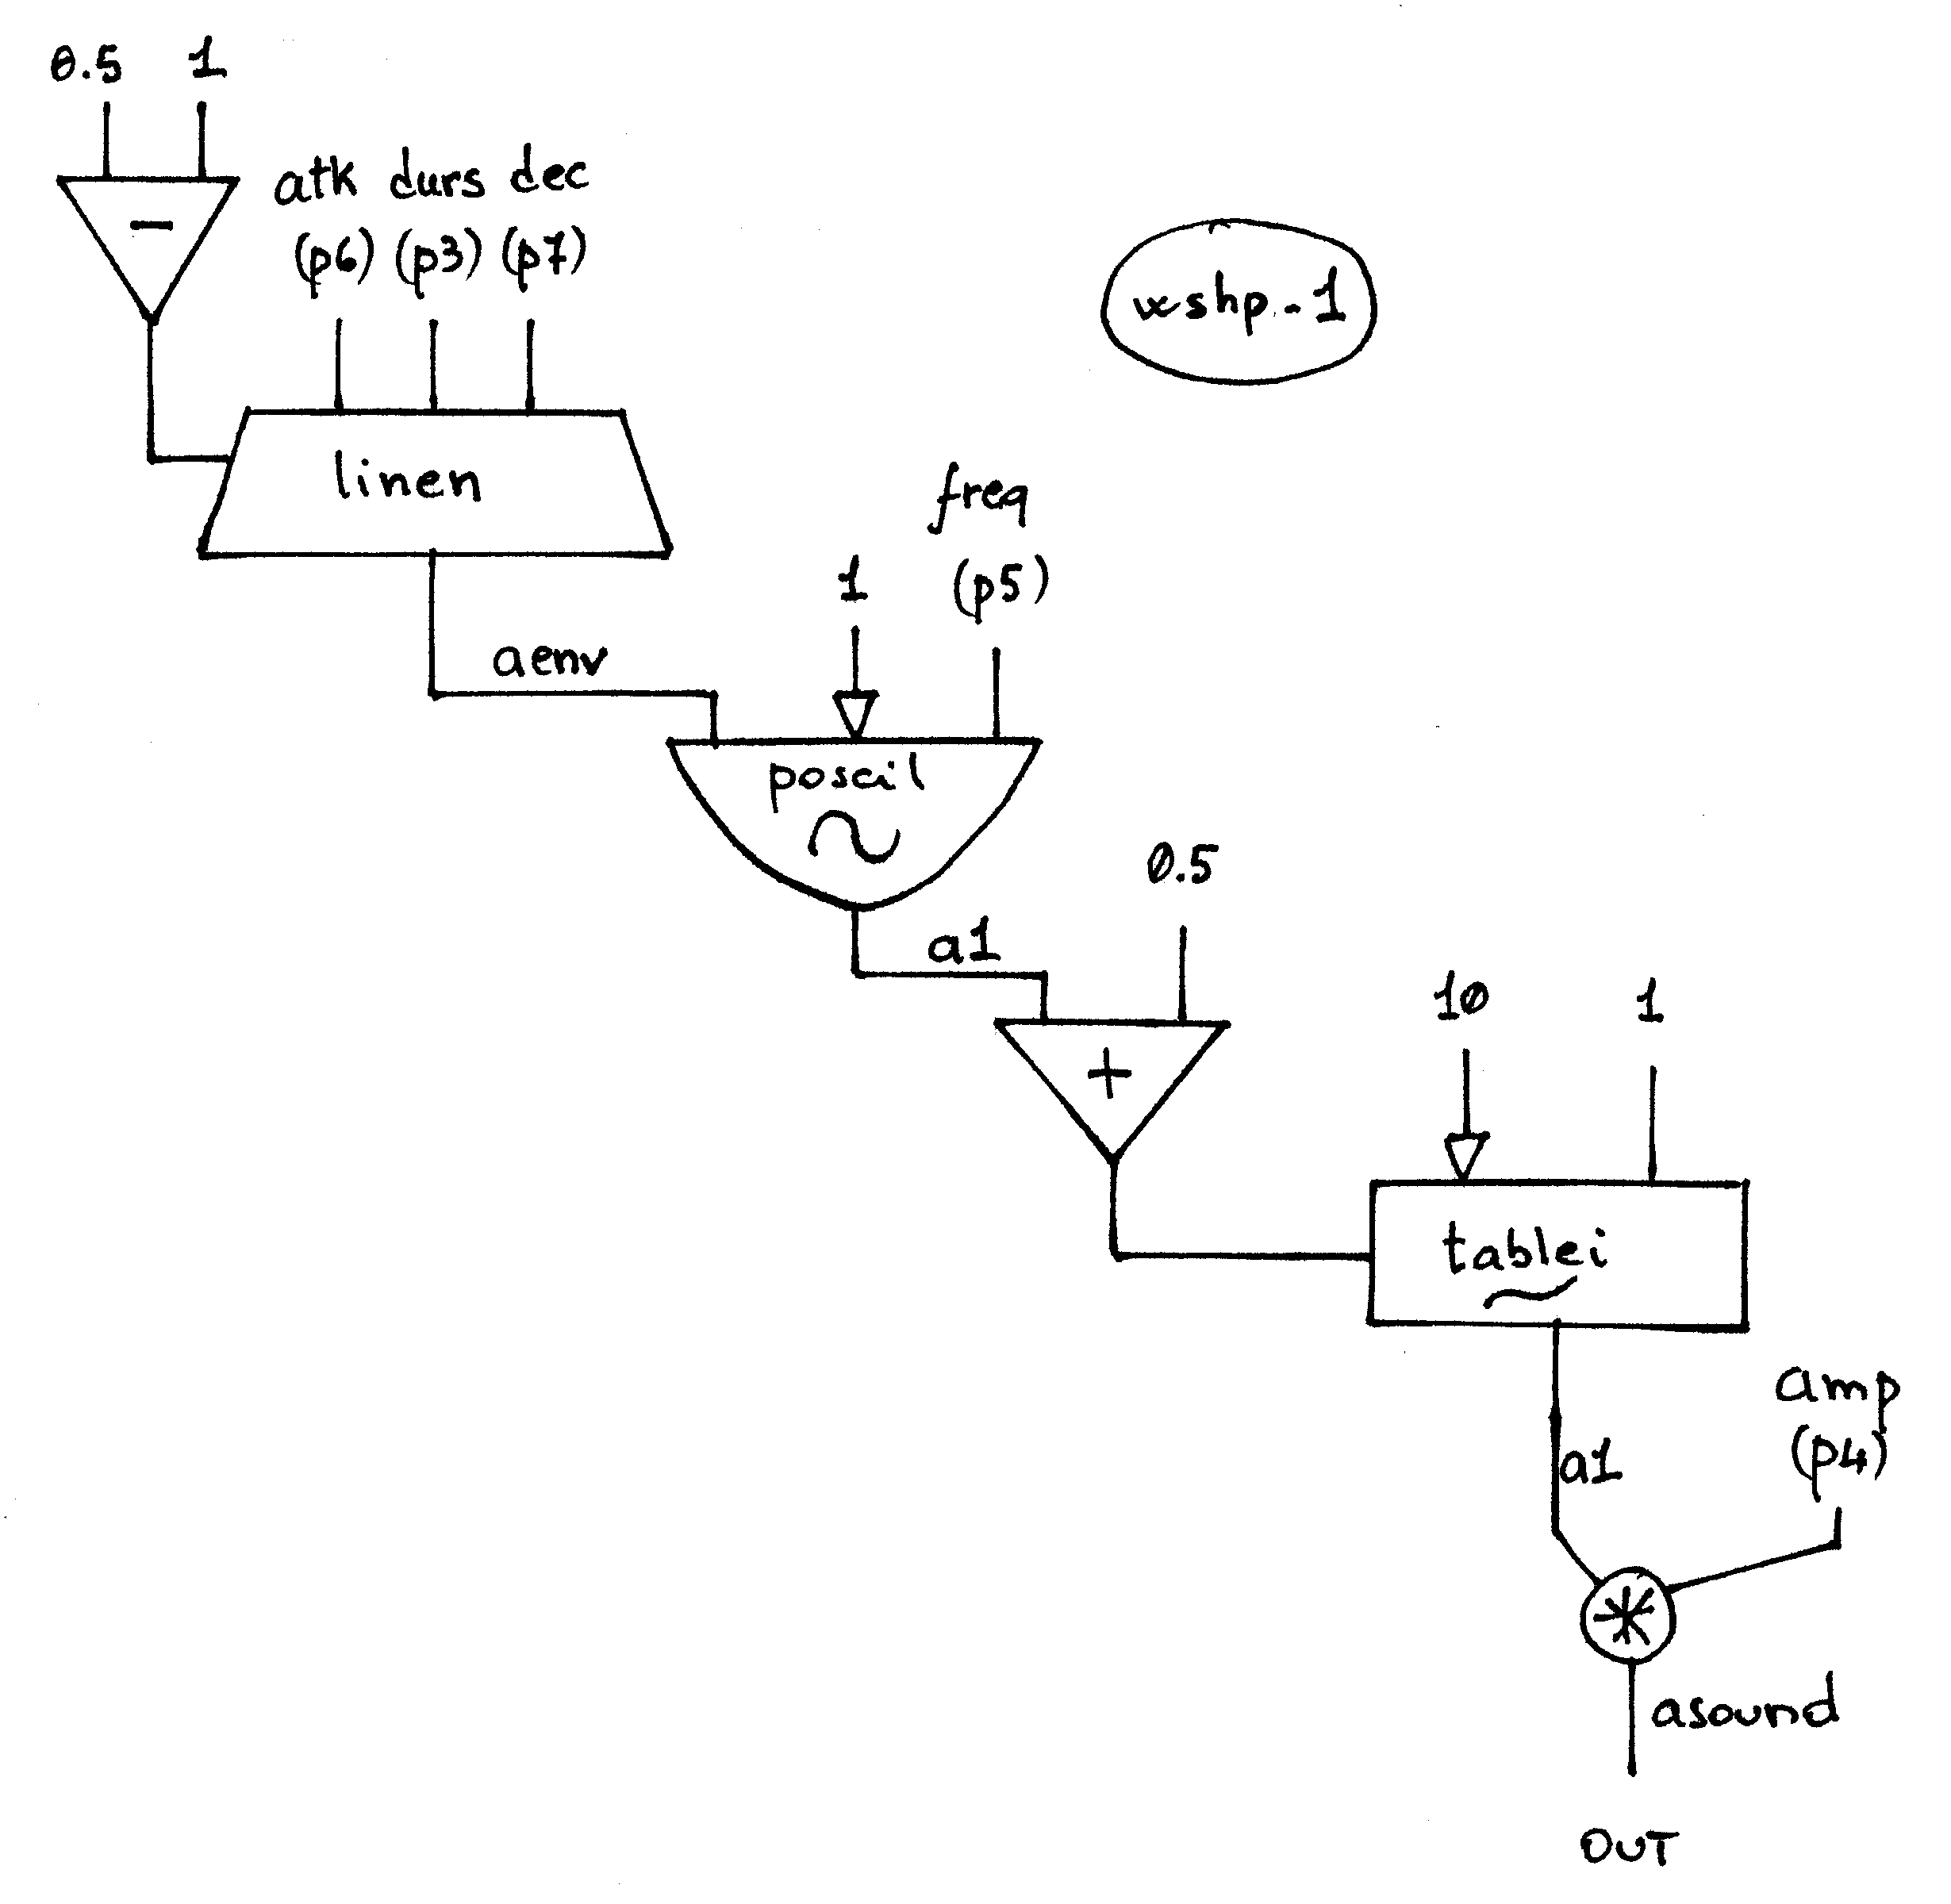 0.5 1
-
atk durs dec
(p6) (p3) (p7)
wshp-1
linen
freq
(p5)
1
aenv
poscil
0.5
a1
+
10 1
tablei
amp
(p4)
a1
*
asound
OUT